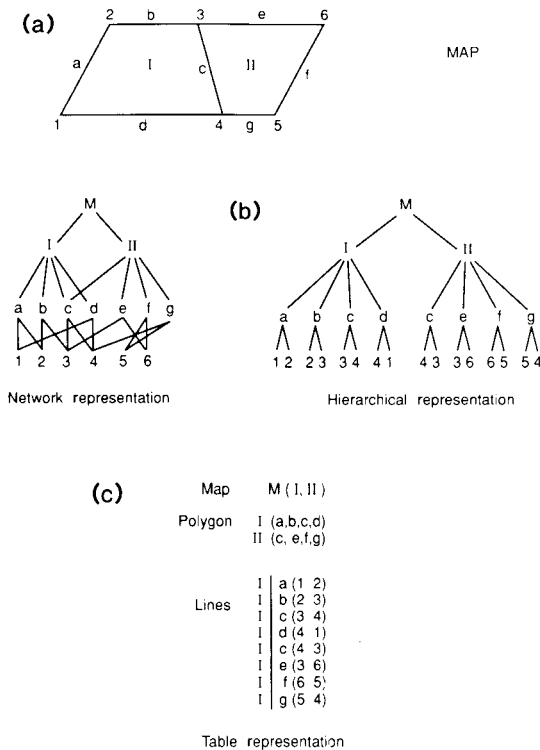 (a)
2 b 3 e 6
a I c II f
MAP
1 d 4 g 5
(b)
M
I II
a b c d e f g
1 2 3 4 5 6
Network representation
M
I II
a b c d c e f g
1 2 2 3 3 4 4 1 4 3 3 6 6 5 5 4
Hierarchical representation
(c)
Map M ( I, II )
Polygon I (a,b,c,d)
II (c, e,f,g)
Lines
I a (1 2)
I b (2 3)
I c (3 4)
I d (4 1)
I c (4 3)
I e (3 6)
I f (6 5)
I g (5 4)
Table representation